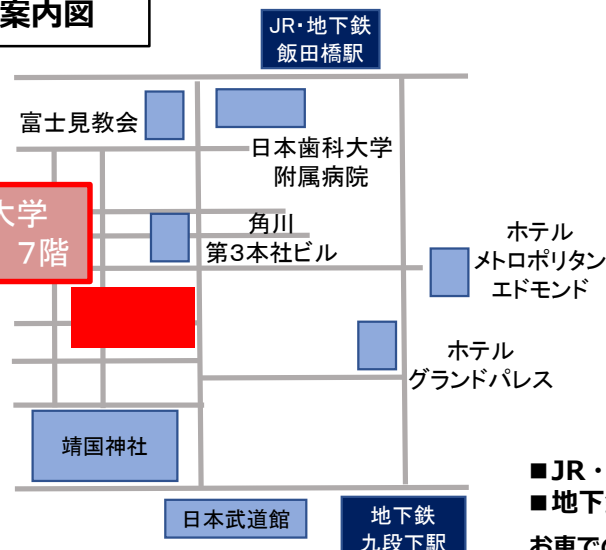 案内図
JR・地下鉄
飯田橋駅
富士見教会
日本歯科大学
附属病院
大学
7階
角川
第3本社ビル
ホテル
メトロポリタン
エドモンド
ホテル
グランドパレス
靖国神社
日本武道館
地下鉄
九段下駅
■JR・
■地下
お車での